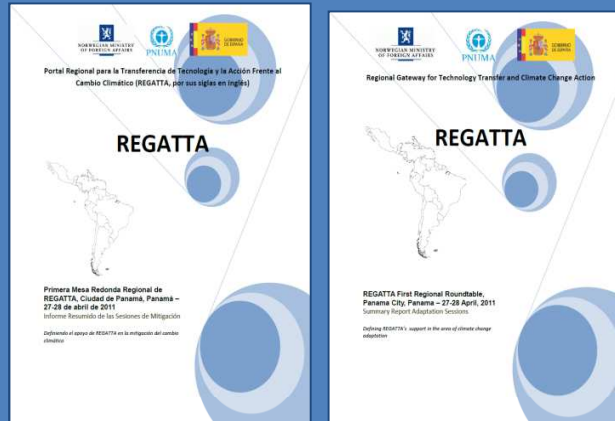 NORWEGIAN MINISTRY
OF FOREIGN AFFAIRS
PNUMA
GOBIERNO
DE ESPAÑA
Portal Regional para la Transferencia de Tecnología y la Acción Frente al
Cambio Climático (REGATTA, por sus siglas en inglés)
REGATTA
Primera Mesa Redonda Regional de
REGATTA, Ciudad de Panamá, Panamá –
27-28 de abril de 2011
Informe Resumido de las Sesiones de Mitigación
Definiendo el apoyo de REGATTA en la mitigación del cambio
climático
NORWEGIAN MINISTRY
OF FOREIGN AFFAIRS
PNUMA
GOBIERNO
DE ESPAÑA
Regional Gateway for Technology Transfer and Climate Change Action
REGATTA
REGATTA First Regional Roundtable,
Panama City, Panama – 27-28 April, 2011
Summary Report Adaptation Sessions
Defining REGATTA's support in the area of climate change
adaptation